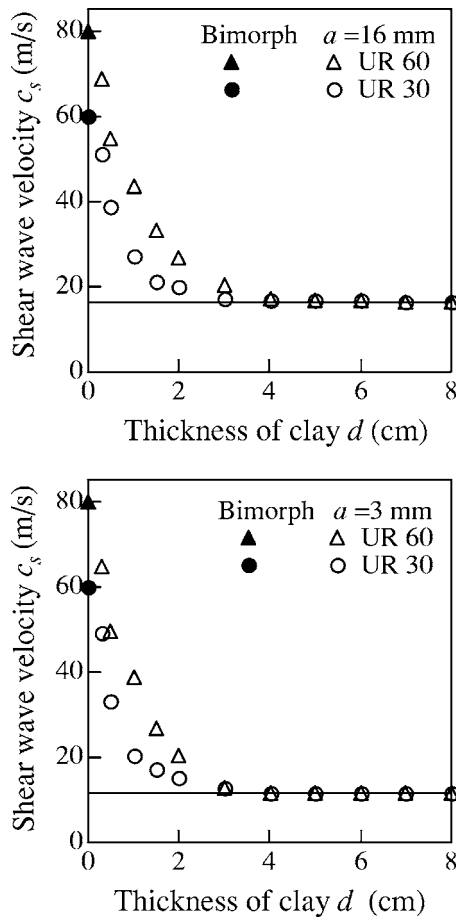 80
60
40
20
0
Shear wave velocity cₛ (m/s)
Bimorph a =16 mm
▲ △ UR 60
● ○ UR 30
0 2 4 6 8
Thickness of clay d (cm)
80
60
40
20
0
Shear wave velocity cₛ (m/s)
Bimorph a =3 mm
▲ △ UR 60
● ○ UR 30
0 2 4 6 8
Thickness of clay d (cm)